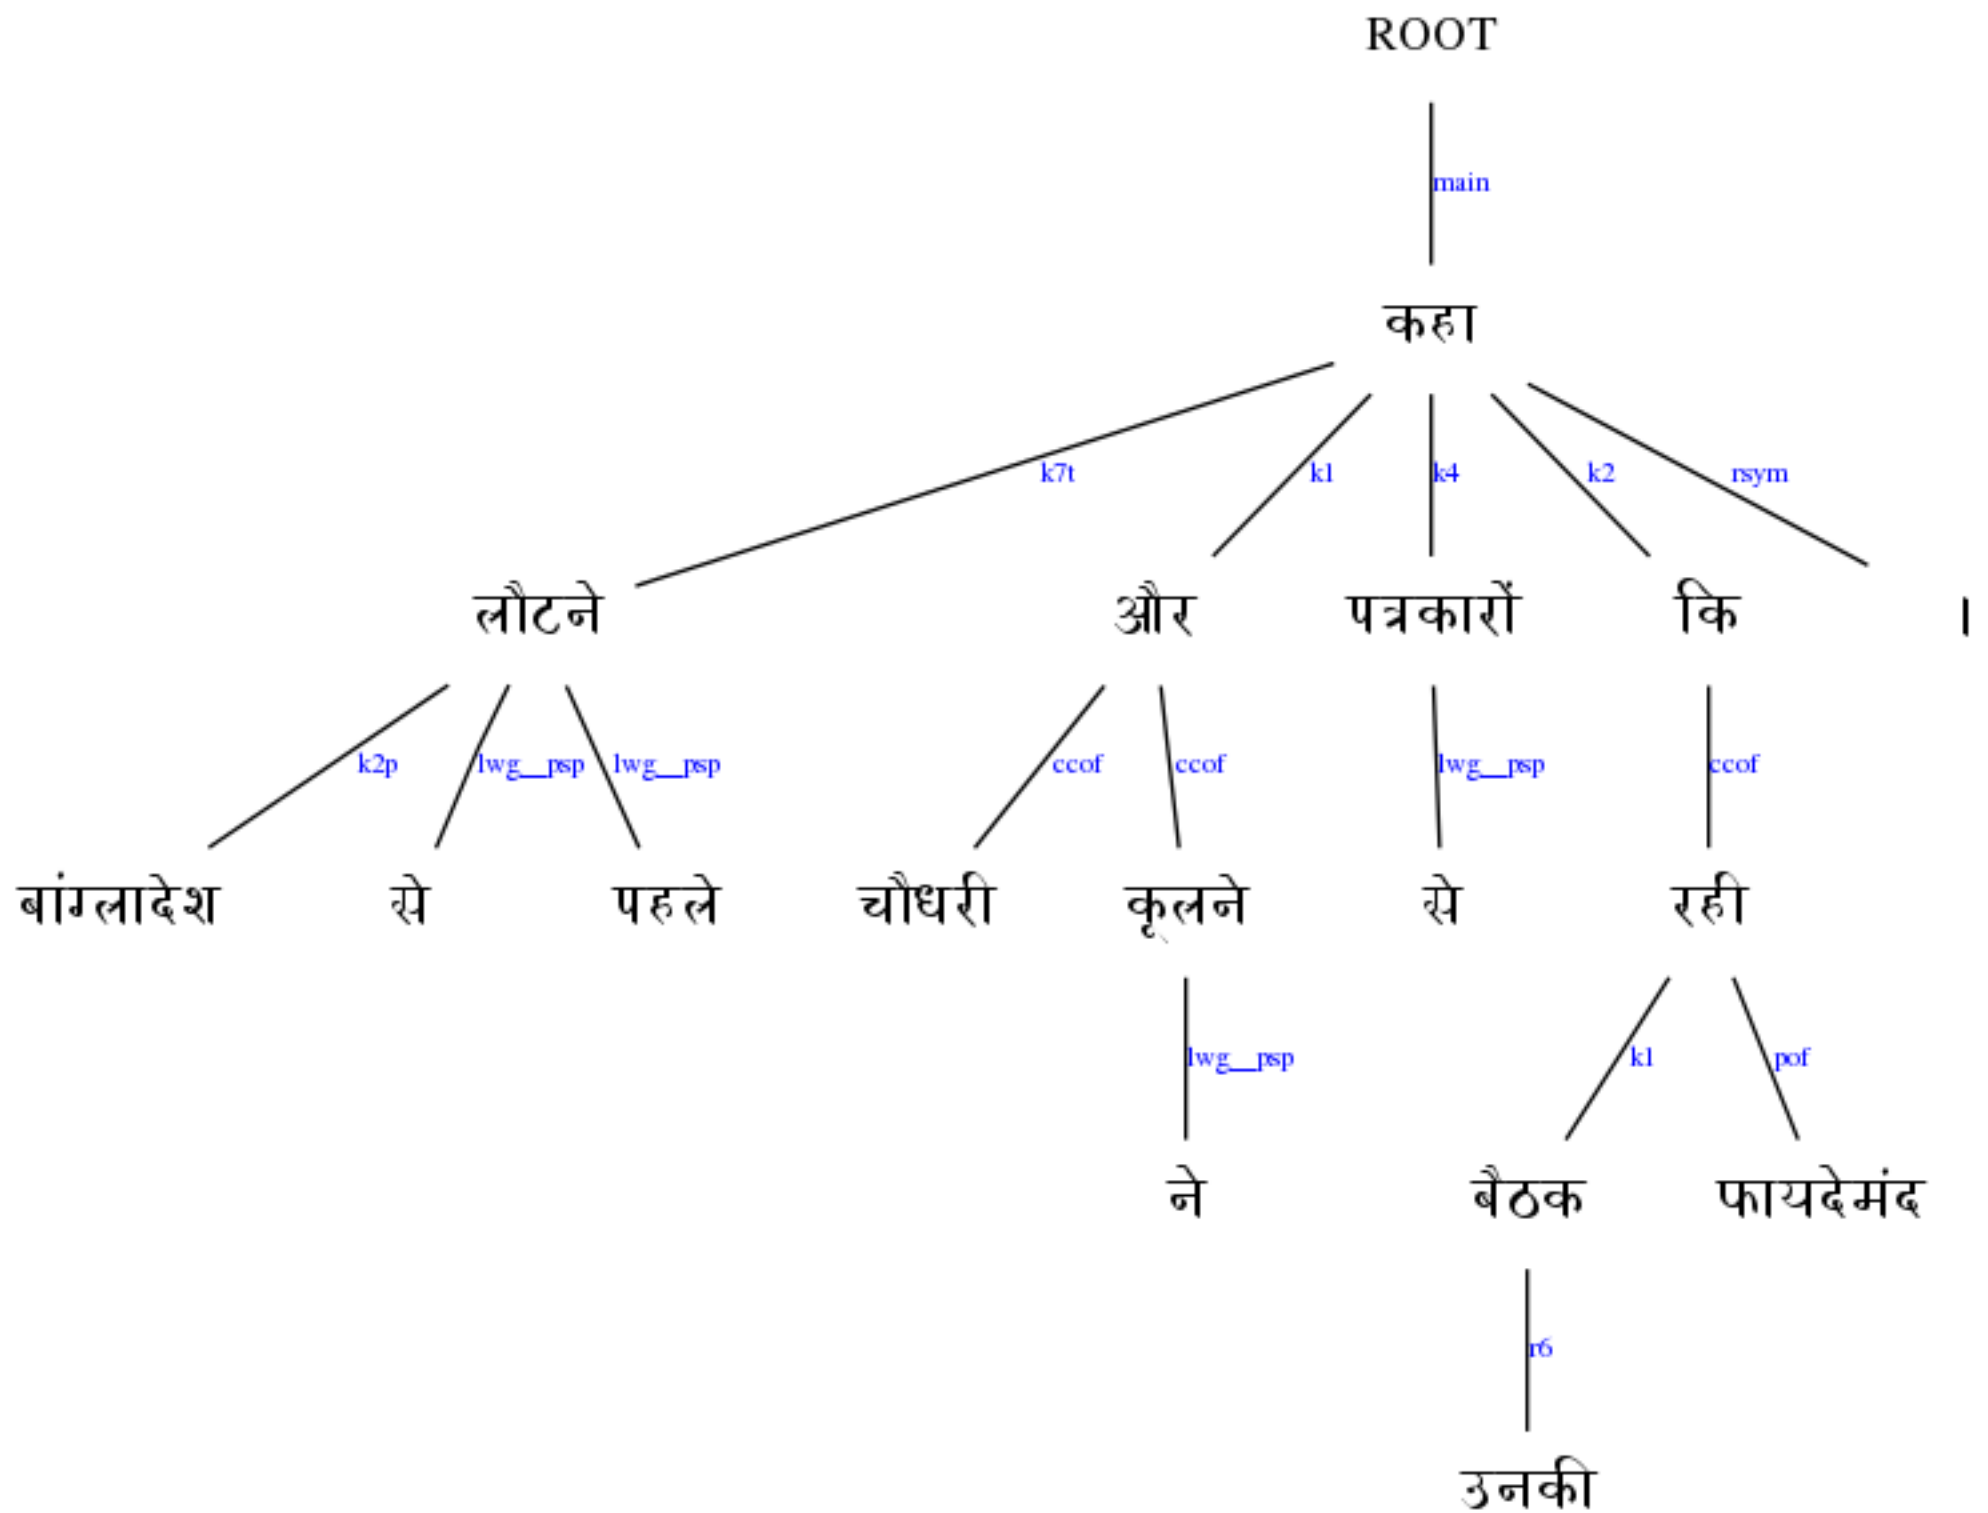 ROOT
main
कहा
k7t k1 k4 k2 rsym
लौटने और पत्रकारों कि ।
k2p lwg__psp lwg__psp ccof ccof lwg__psp ccof
बांग्लादेश से पहले चौधरी कृलने से रही
lwg__psp k1 pof
ने बैठक फायदेमंद
r6
उनकी